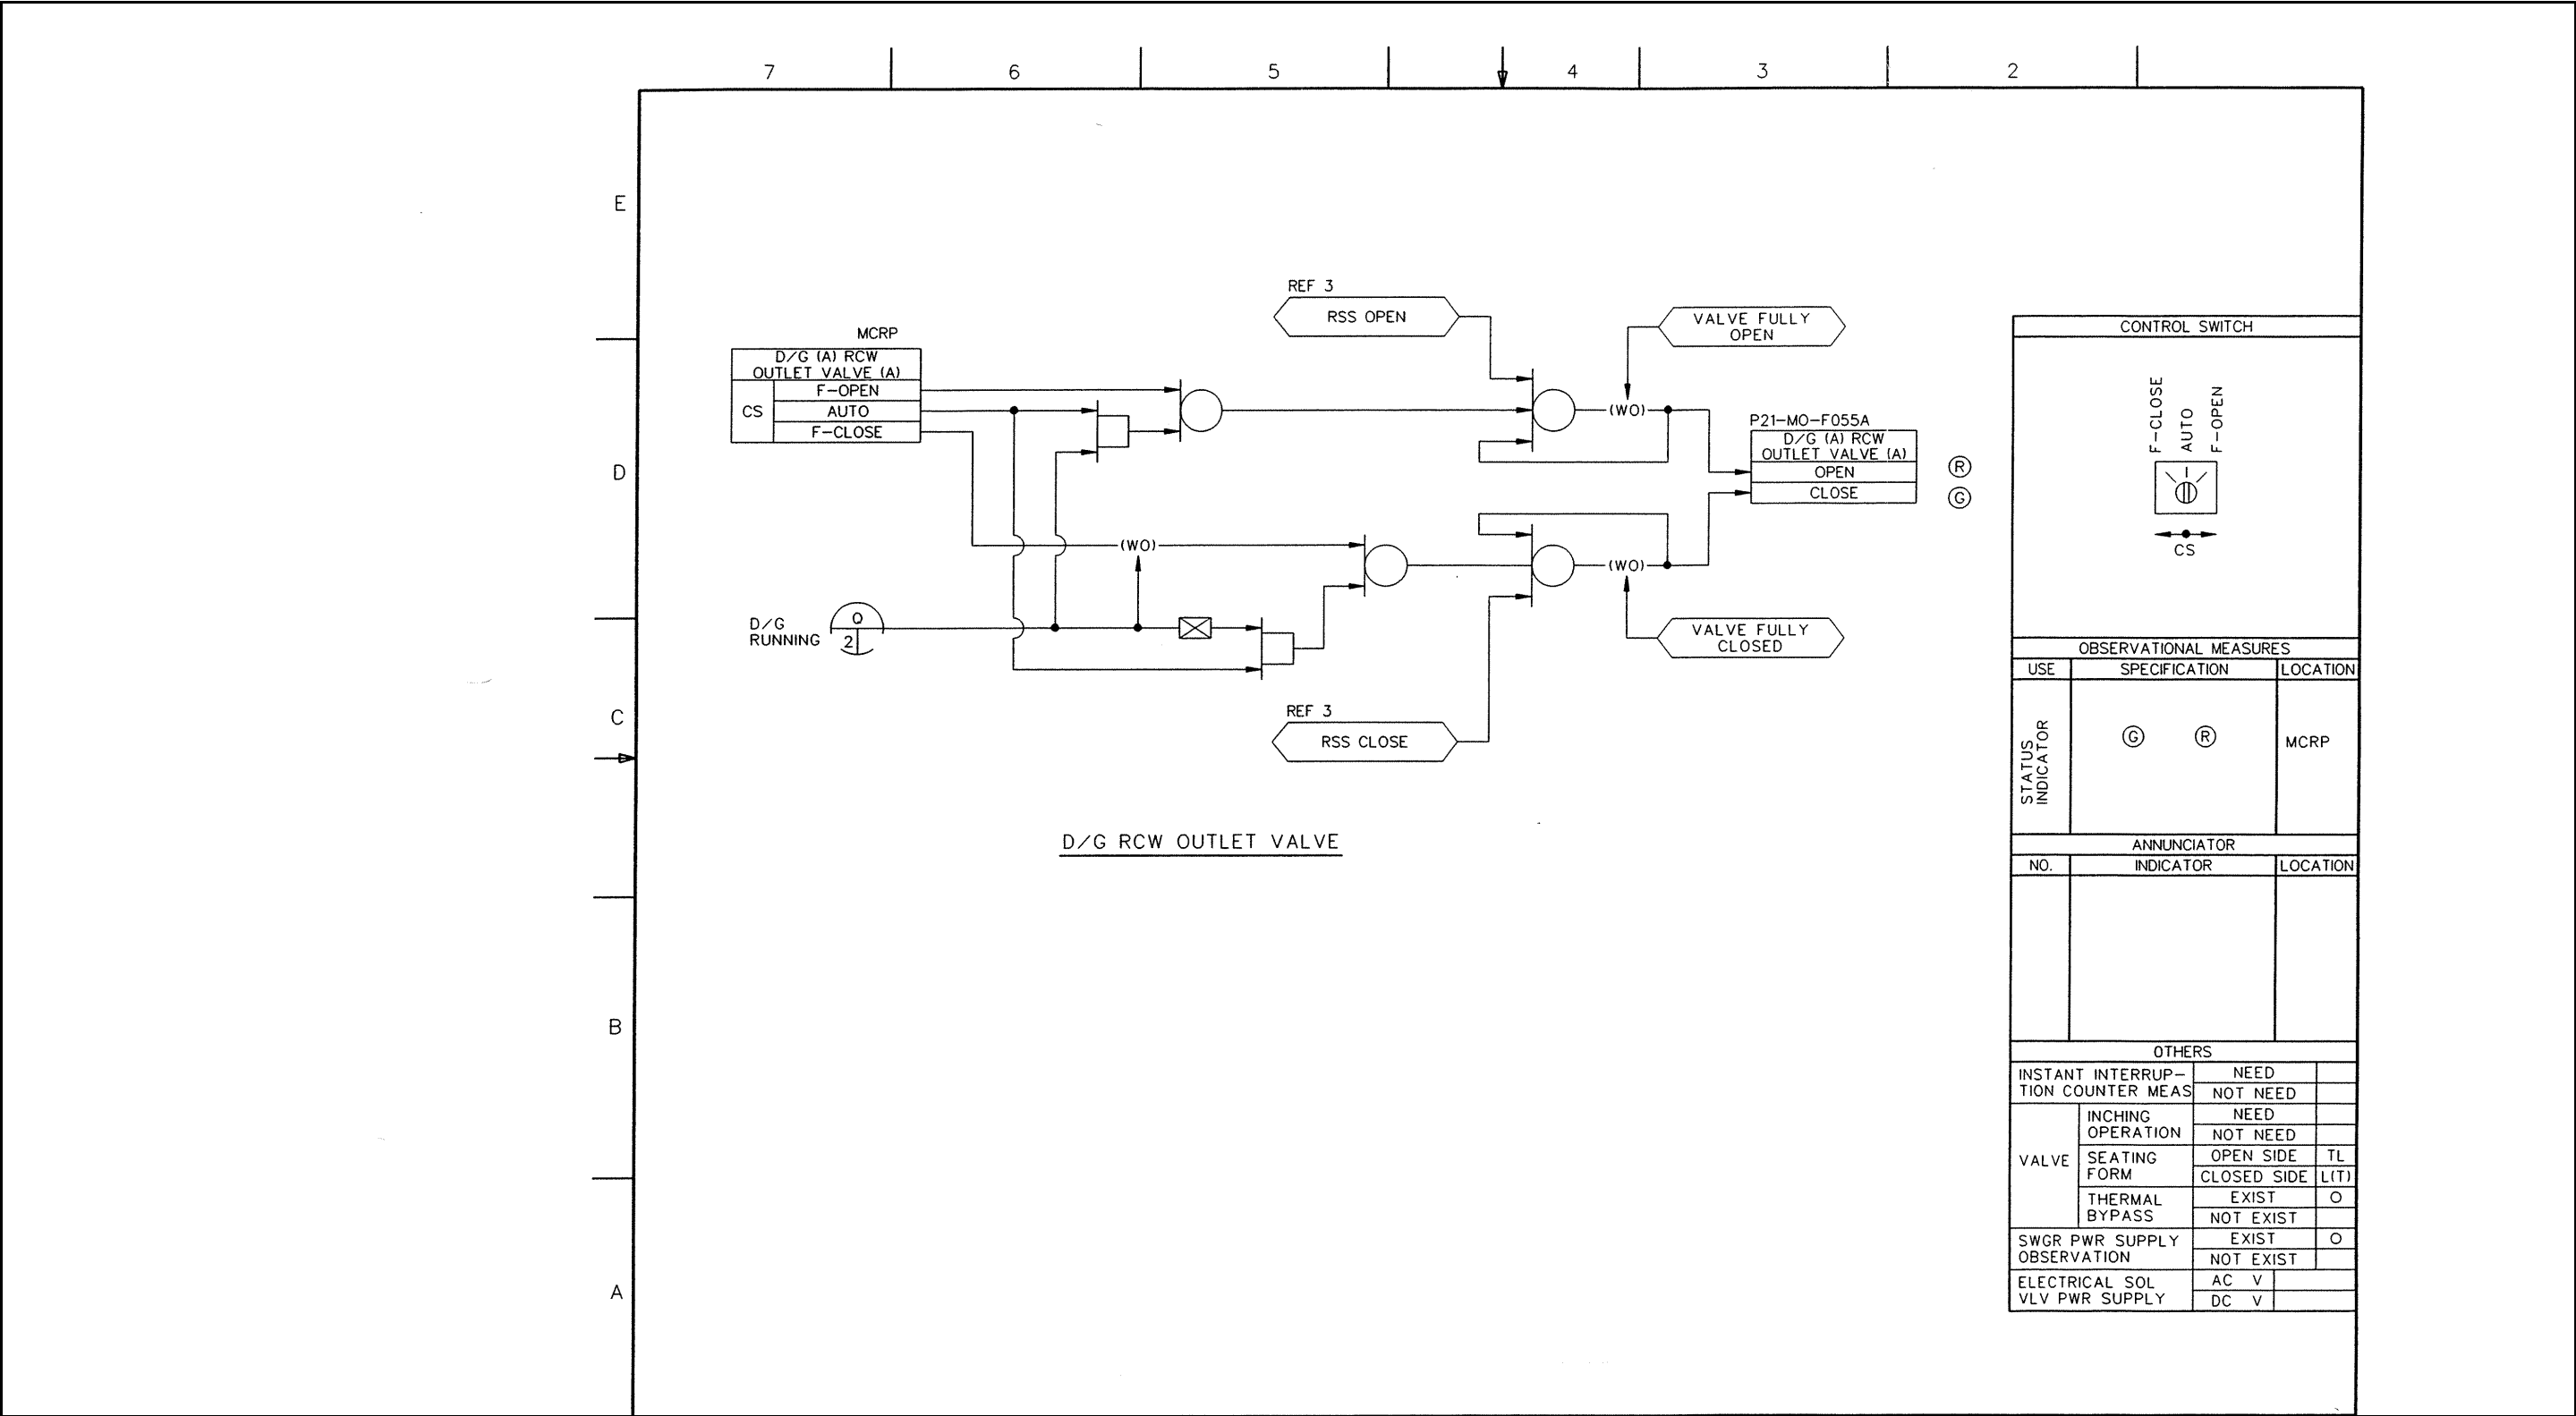 7 6 5 4 3 2
E
D
C
B
A
REF 3
RSS OPEN
VALVE FULLY
OPEN
MCRP
D/G (A) RCW
OUTLET VALVE (A)
CS
F-OPEN
AUTO
F-CLOSE
(WO)
P21-MO-F055A
D/G (A) RCW
OUTLET VALVE (A)
OPEN
CLOSE
R
G
(WO)
(WO)
D/G
RUNNING
O
2
VALVE FULLY
CLOSED
REF 3
RSS CLOSE
D/G RCW OUTLET VALVE
CONTROL SWITCH
F-CLOSE
AUTO
F-OPEN
CS
OBSERVATIONAL MEASURES
USE SPECIFICATION LOCATION
STATUS
INDICATOR
G R
MCRP
ANNUNCIATOR
NO. INDICATOR LOCATION
OTHERS
INSTANT INTERRUP-
TION COUNTER MEAS
NEED
NOT NEED
VALVE
INCHING
OPERATION
NEED
NOT NEED
SEATING
FORM
OPEN SIDE TL
CLOSED SIDE L(T)
THERMAL
BYPASS
EXIST O
NOT EXIST
SWGR PWR SUPPLY
OBSERVATION
EXIST O
NOT EXIST
ELECTRICAL SOL
VLV PWR SUPPLY
AC V
DC V